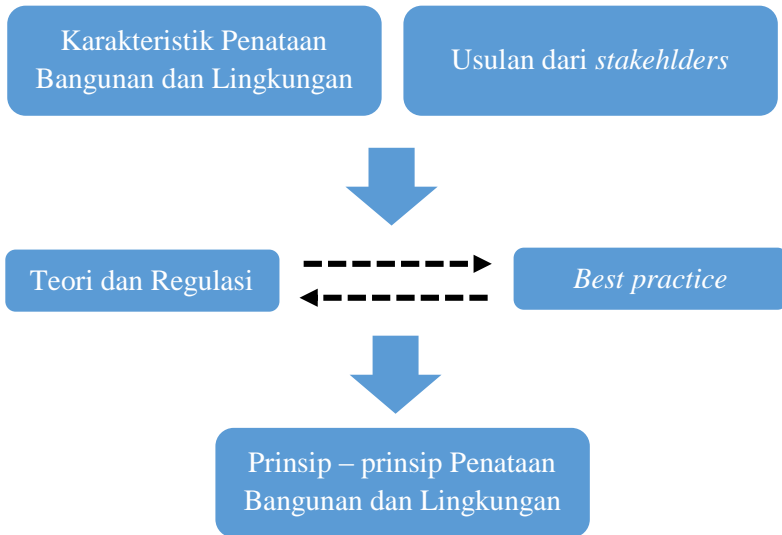 Karakteristik Penataan
Bangunan dan Lingkungan
Usulan dari stakehlders
Teori dan Regulasi
Best practice
Prinsip – prinsip Penataan
Bangunan dan Lingkungan